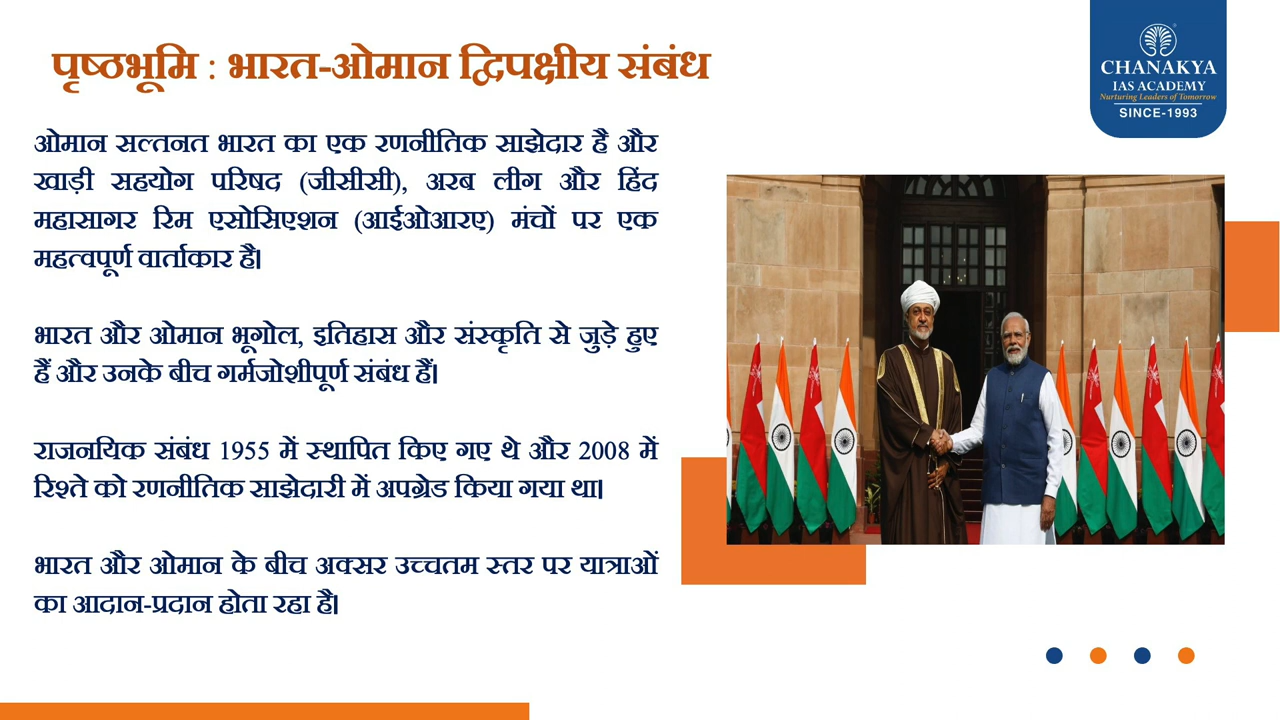 पृष्ठभूमि : भारत-ओमान द्विपक्षीय संबंध
CHANAKYA
IAS ACADEMY
Nurturing Leaders of Tomorrow
SINCE-1993
ओमान सल्तनत भारत का एक रणनीतिक साझेदार है और
खाड़ी सहयोग परिषद (जीसीसी), अरब लीग और हिंद
महासागर रिम एसोसिएशन (आईओआरए) मंचों पर एक
महत्वपूर्ण वार्ताकार है।
भारत और ओमान भूगोल, इतिहास और संस्कृति से जुड़े हुए
हैं और उनके बीच गर्मजोशीपूर्ण संबंध हैं।
राजनयिक संबंध 1955 में स्थापित किए गए थे और 2008 में
रिश्ते को रणनीतिक साझेदारी में अपग्रेड किया गया था।
भारत और ओमान के बीच अक्सर उच्चतम स्तर पर यात्राओं
का आदान-प्रदान होता रहा है।